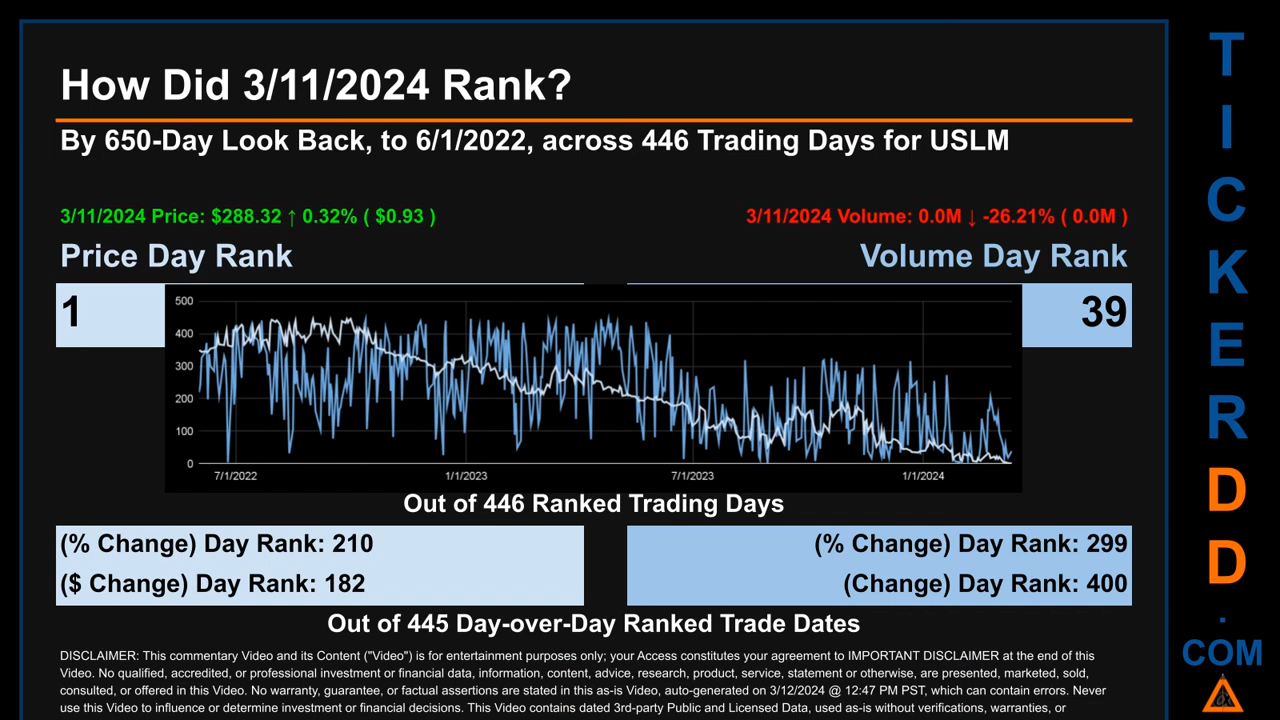 How Did 3/11/2024 Rank?
By 650-Day Look Back, to 6/1/2022, across 446 Trading Days for USLM
3/11/2024 Price: $288.32 ↑ 0.32% ( $0.93 )
3/11/2024 Volume: 0.0M ↓ -26.21% ( 0.0M )
Price Day Rank
Volume Day Rank
1
39
500
400
300
200
100
0
7/1/2022
1/1/2023
7/1/2023
1/1/2024
Out of 446 Ranked Trading Days
(% Change) Day Rank: 210
($ Change) Day Rank: 182
(% Change) Day Rank: 299
(Change) Day Rank: 400
Out of 445 Day-over-Day Ranked Trade Dates
DISCLAIMER: This commentary Video and its Content ("Video") is for entertainment purposes only; your Access constitutes your agreement to IMPORTANT DISCLAIMER at the end of this
Video. No qualified, accredited, or professional investment or financial data, information, content, advice, research, product, service, statement or otherwise, are presented, marketed, sold,
consulted, or offered in this Video. No warranty, guarantee, or factual assertions are stated in this as-is Video, auto-generated on 3/12/2024 @ 12:47 PM PST, which can contain errors. Never
use this Video to influence or determine investment or financial decisions. This Video contains dated 3rd-party Public and Licensed Data, used as-is without verifications, warranties, or
T
I
C
K
E
R
D
D
.
COM